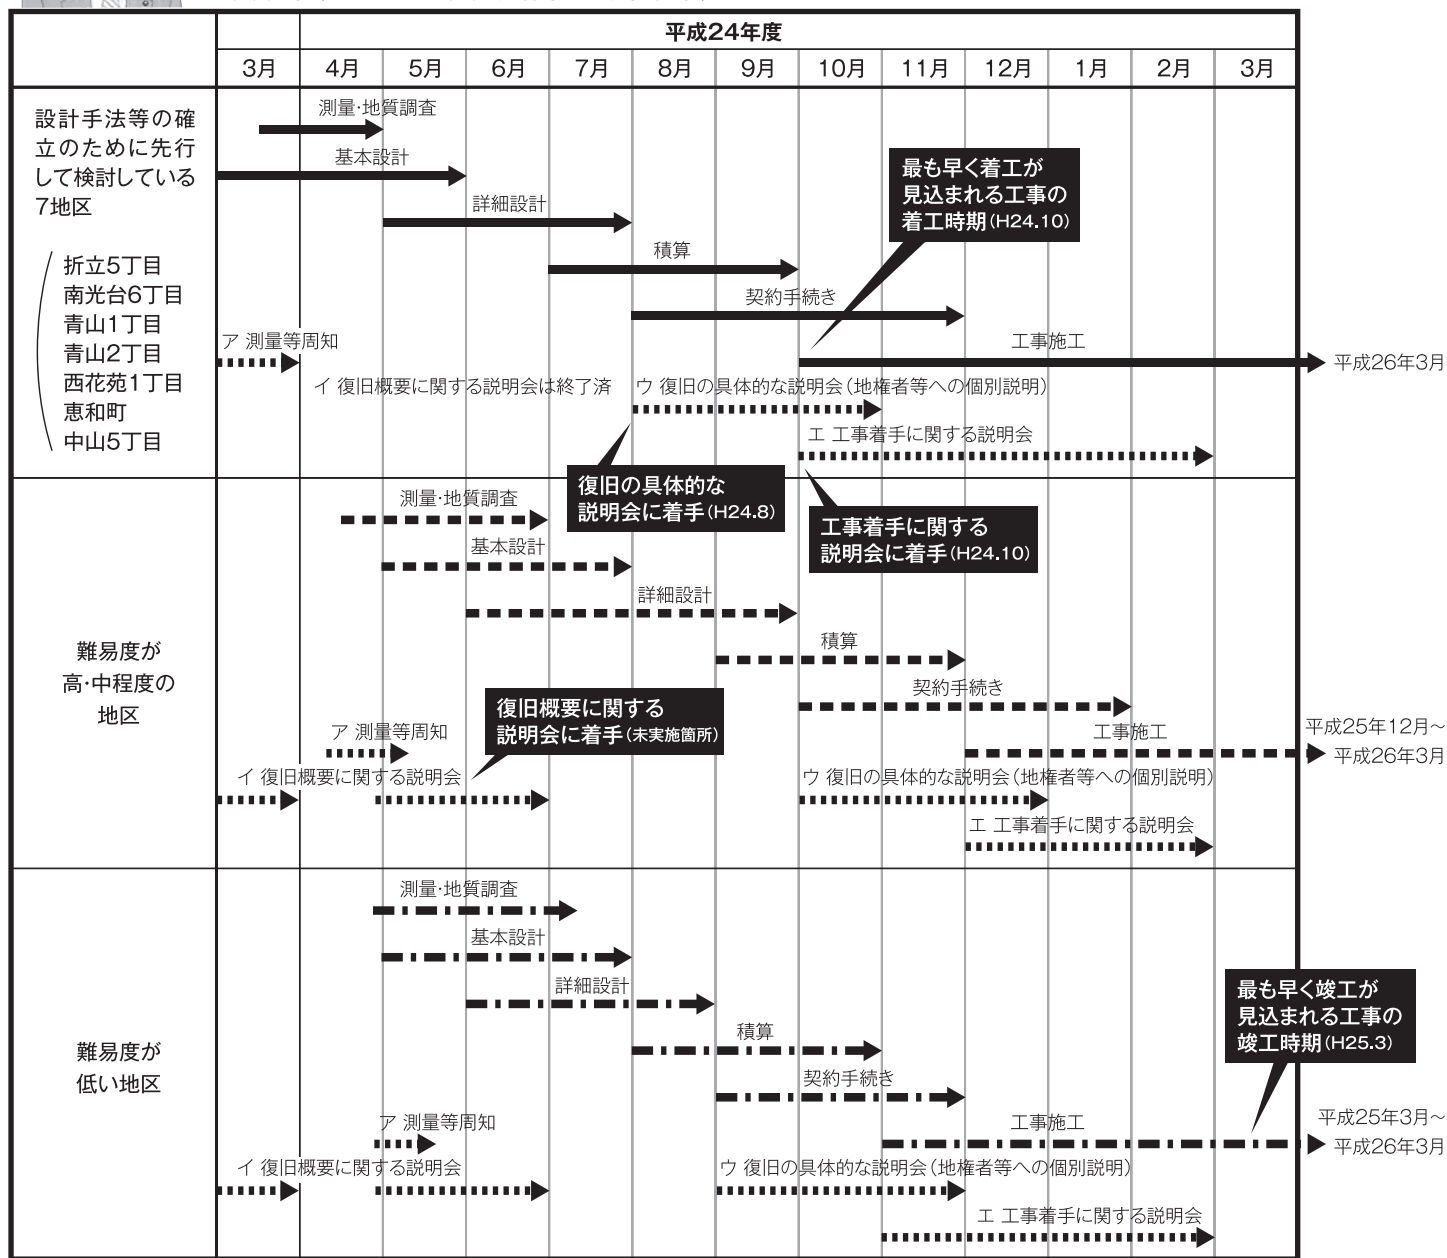 平成24年度
3月 4月 5月 6月 7月 8月 9月 10月 11月 12月 1月 2月 3月
設計手法等の確
立のために先行
して検討している
7地区
折立5丁目
南光台6丁目
青山1丁目
青山2丁目
西花苑1丁目
恵和町
中山5丁目
測量・地質調査
基本設計
詳細設計
積算
契約手続き
ア 測量等周知
工事施工
平成26年3月
イ 復旧概要に関する説明会は終了済
ウ 復旧の具体的な説明会（地権者等への個別説明）
エ 工事着手に関する説明会
最も早く着工が
見込まれる工事の
着工時期（H24.10）
復旧の具体的な
説明会に着手（H24.8）
工事着手に関する
説明会に着手（H24.10）
難易度が
高・中程度の
地区
測量・地質調査
基本設計
詳細設計
積算
契約手続き
ア 測量等周知
工事施工
平成25年12月～
平成26年3月
イ 復旧概要に関する説明会
ウ 復旧の具体的な説明会（地権者等への個別説明）
エ 工事着手に関する説明会
復旧概要に関する
説明会に着手（未実施箇所）
難易度が
低い地区
測量・地質調査
基本設計
詳細設計
積算
契約手続き
ア 測量等周知
工事施工
平成25年3月～
平成26年3月
イ 復旧概要に関する説明会
ウ 復旧の具体的な説明会（地権者等への個別説明）
エ 工事着手に関する説明会
最も早く竣工が
見込まれる工事の
竣工時期（H25.3）